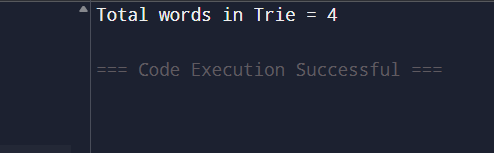 Total words in Trie = 4
=== Code Execution Successful ===